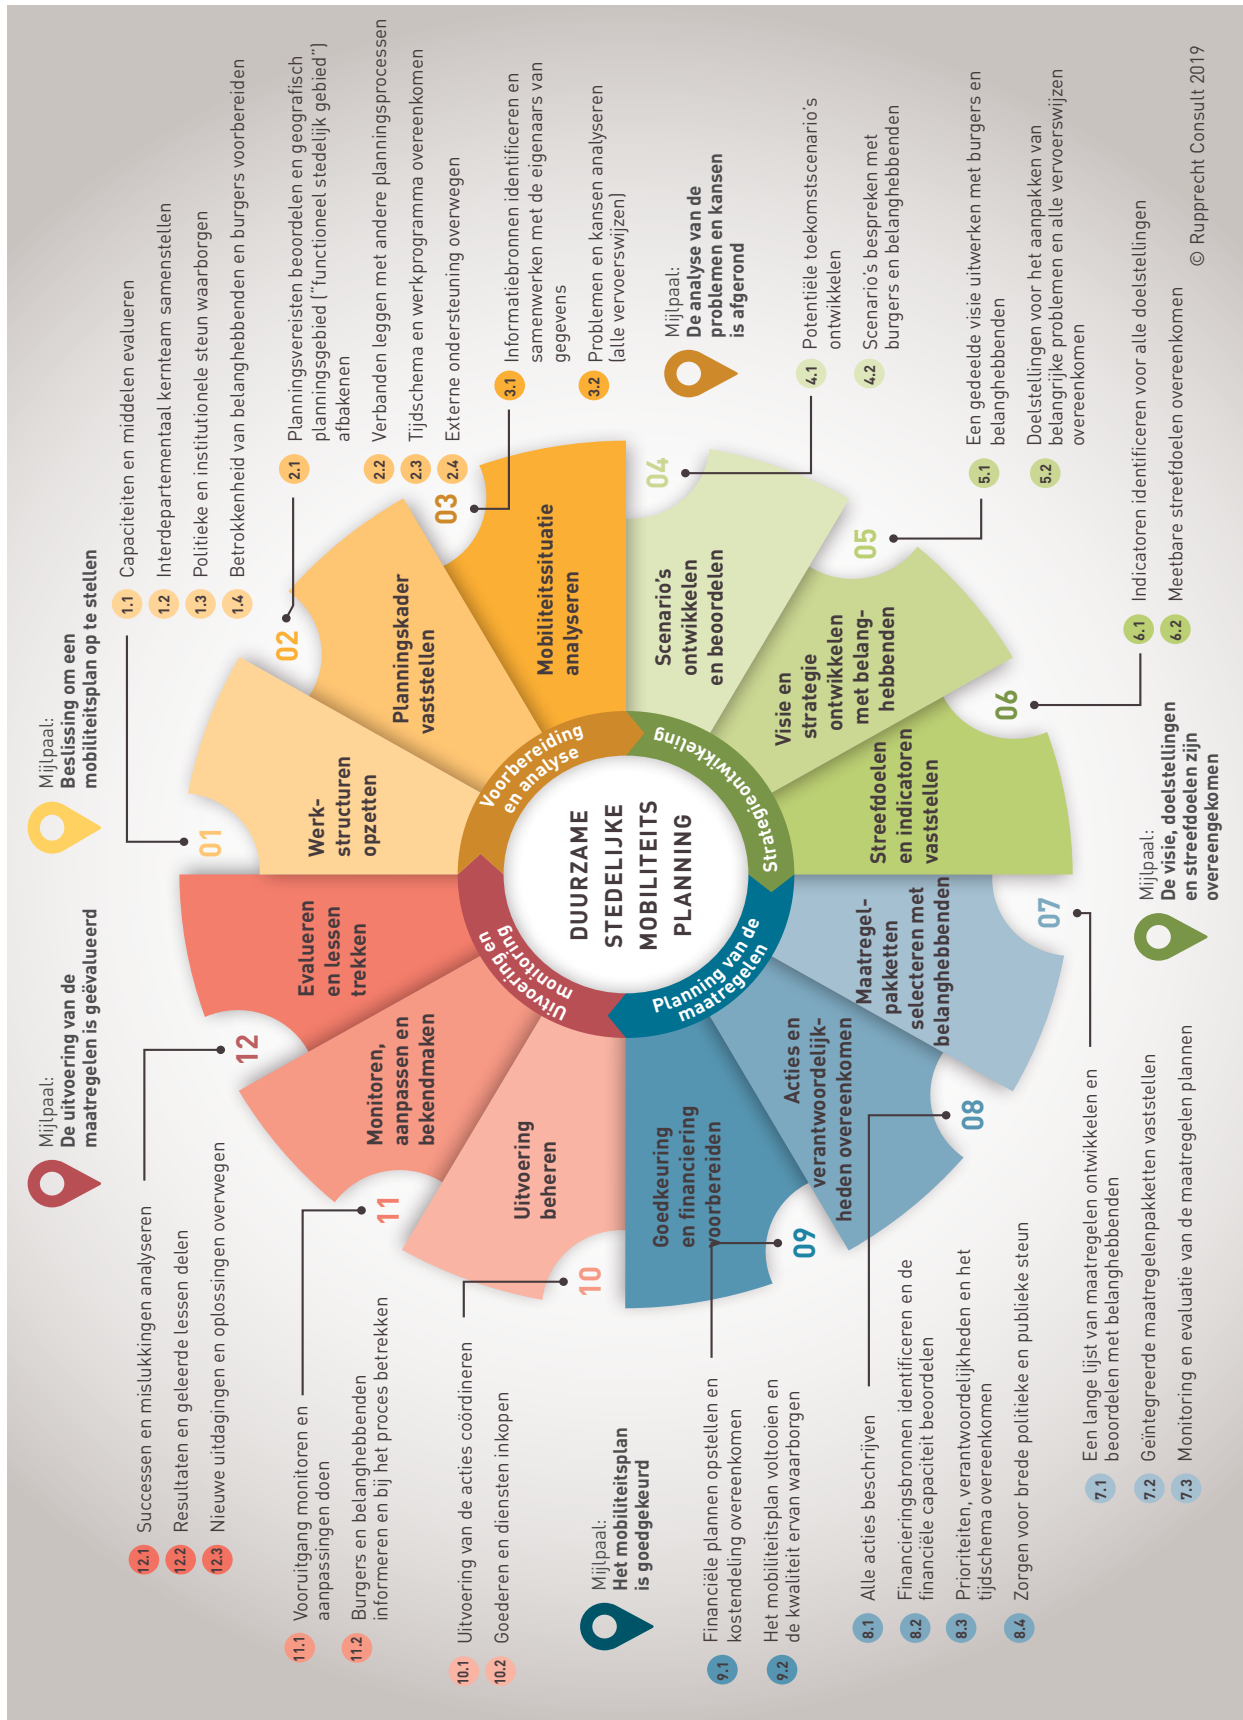 Mijlpaal:
Beslissing om een
mobiliteitsplan op te stellen
1.1 Capaciteiten en middelen evalueren
1.2 Interdepartementaal kernteam samenstellen
1.3 Politieke en institutionele steun waarborgen
1.4 Betrokkenheid van belanghebbenden en burgers voorbereiden
2.1 Planningsvereisten beoordelen en geografisch
planningsgebied ("functioneel stedelijk gebied")
afbakenen
2.2 Verbanden leggen met andere planningsprocessen
2.3 Tijdschema en werkprogramma overeenkomen
2.4 Externe ondersteuning overwegen
3.1 Informatiebronnen identificeren en
samenwerken met de eigenaars van
gegevens
3.2 Problemen en kansen analyseren
(alle vervoerswijzen)
Mijlpaal:
De analyse van de
problemen en kansen
is afgerond
4.1 Potentiële toekomstscenario's
ontwikkelen
4.2 Scenario's bespreken met
burgers en belanghebbenden
5.1 Een gedeelde visie uitwerken met burgers en
belanghebbenden
5.2 Doelstellingen voor het aanpakken van
belangrijke problemen en alle vervoerswijzen
overeenkomen
6.1 Indicatoren identificeren voor alle doelstellingen
6.2 Meetbare streefdoelen overeenkomen
Mijlpaal:
De visie, doelstellingen
en streefdoelen zijn
overeengekomen
7.1 Een lange lijst van maatregelen ontwikkelen en
beoordelen met belanghebbenden
7.2 Geïntegreerde maatregelenpakketten vaststellen
7.3 Monitoring en evaluatie van de maatregelen plannen
8.1 Alle acties beschrijven
8.2 Financieringsbronnen identificeren en de
financiële capaciteit beoordelen
8.3 Prioriteiten, verantwoordelijkheden en het
tijdschema overeenkomen
8.4 Zorgen voor brede politieke en publieke steun
9.1 Financiële plannen opstellen en
kostendeling overeenkomen
9.2 Het mobiliteitsplan voltooien en
de kwaliteit ervan waarborgen
Mijlpaal:
Het mobiliteitsplan
is goedgekeurd
10.1 Uitvoering van de acties coördineren
10.2 Goederen en diensten inkopen
11.1 Vooruitgang monitoren en
aanpassingen doen
11.2 Burgers en belanghebbenden
informeren en bij het proces betrekken
12.1 Successen en mislukkingen analyseren
12.2 Resultaten en geleerde lessen delen
12.3 Nieuwe uitdagingen en oplossingen overwegen
Mijlpaal:
De uitvoering van de
maatregelen is geëvalueerd
01
Werk-
structuren
opzetten
02
Planningskader
vaststellen
03
Mobiliteitssituatie
analyseren
04
Scenario's
ontwikkelen
en beoordelen
05
Visie en
strategie
ontwikkelen
met belang-
hebbenden
06
Streefdoelen
en indicatoren
vaststellen
07
Maatregel-
pakketten
selecteren met
belanghebbenden
08
Acties en
verantwoordelijk-
heden overeenkomen
09
Goedkeuring
en financiering
voorbereiden
10
Uitvoering
beheren
11
Monitoren,
aanpassen en
bekendmaken
12
Evalueren
en lessen
trekken
Voorbereiding
en analyse
Strategieontwikkeling
Planning van de
maatregelen
Uitvoering en
monitoring
DUURZAME
STEDELIJKE
MOBILITEITS
PLANNING
© Rupprecht Consult 2019